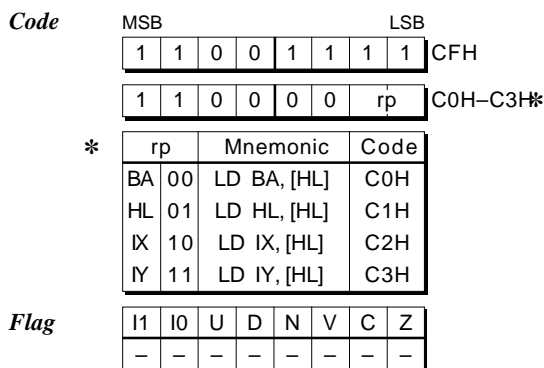 Code MSB LSB
1 1 0 0 1 1 1 1 CFH
1 1 0 0 0 0 rp C0H–C3H*
* rp Mnemonic Code
BA 00 LD BA, [HL] C0H
HL 01 LD HL, [HL] C1H
IX 10 LD IX, [HL] C2H
IY 11 LD IY, [HL] C3H
Flag I1 I0 U D N V C Z
– – – – – – – –